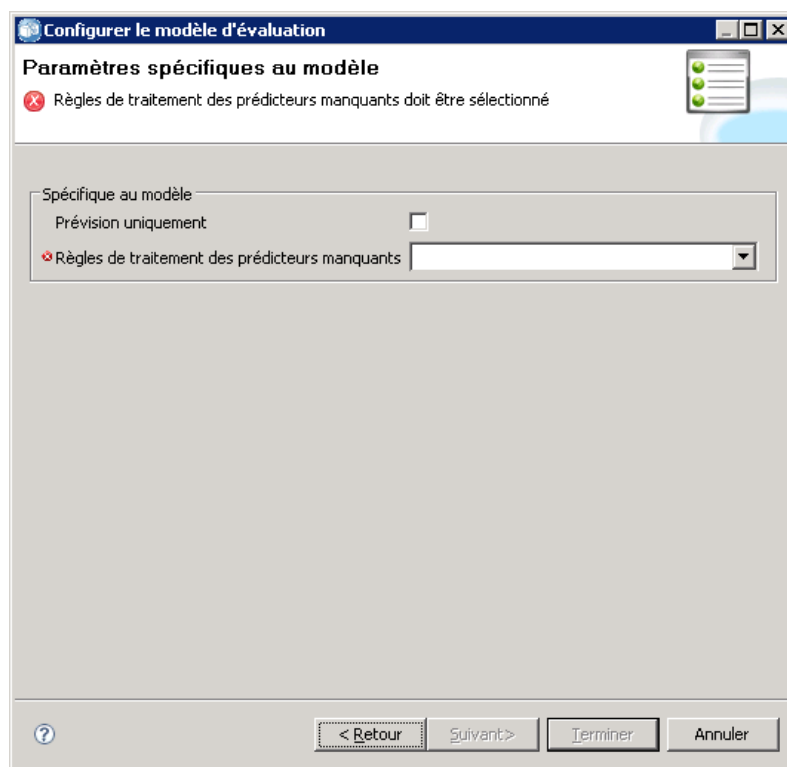 Configurer le modèle d'évaluation
Paramètres spécifiques au modèle
Règles de traitement des prédicteurs manquants doit être sélectionné
Spécifique au modèle
Prévision uniquement
Règles de traitement des prédicteurs manquants
?
< Retour
Suivant>
Terminer
Annuler